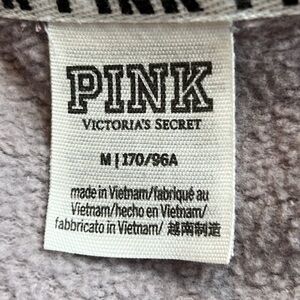 PINK
PINK
VICTORIA'S SECRET
M | 170/96A
made in Vietnam/fabriqué au
Vietnam/hecho en Vietnam/
fabbricato in Vietnam/ 越南制造